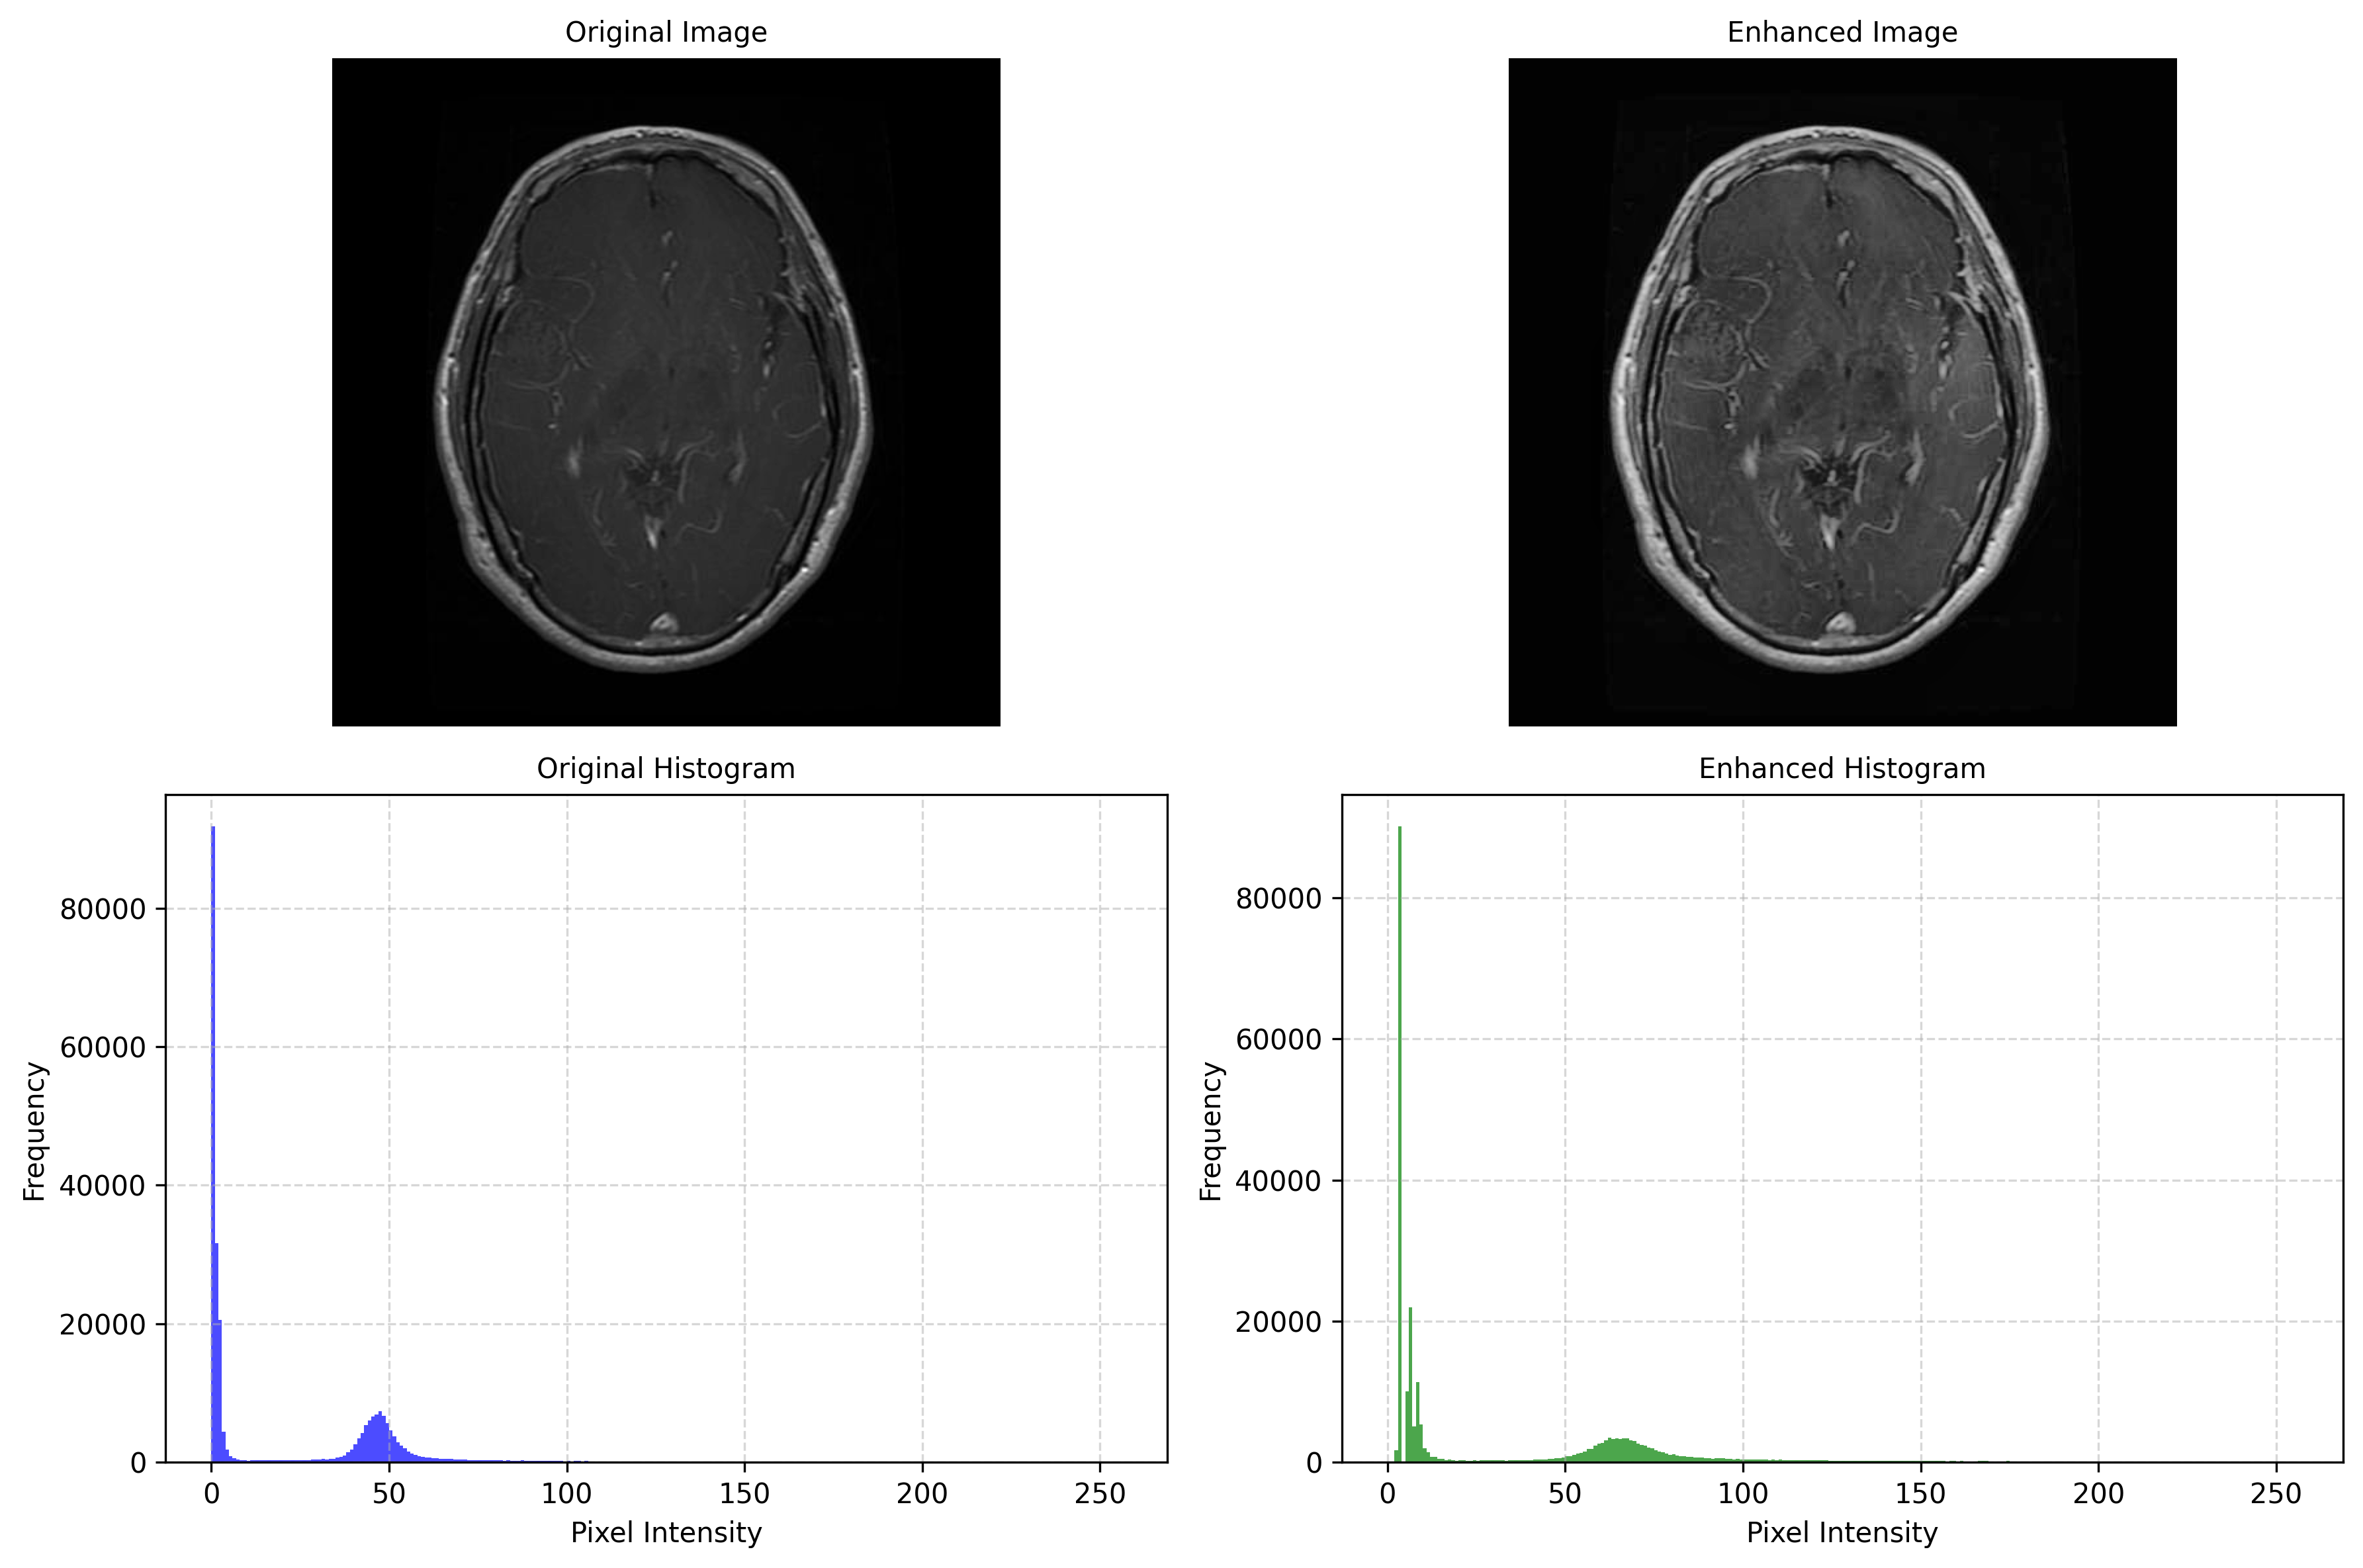 Original Image
Enhanced Image
Original Histogram
Enhanced Histogram
Frequency
80000
60000
40000
20000
0
0 50 100 150 200 250
Pixel Intensity
Frequency
80000
60000
40000
20000
0
0 50 100 150 200 250
Pixel Intensity